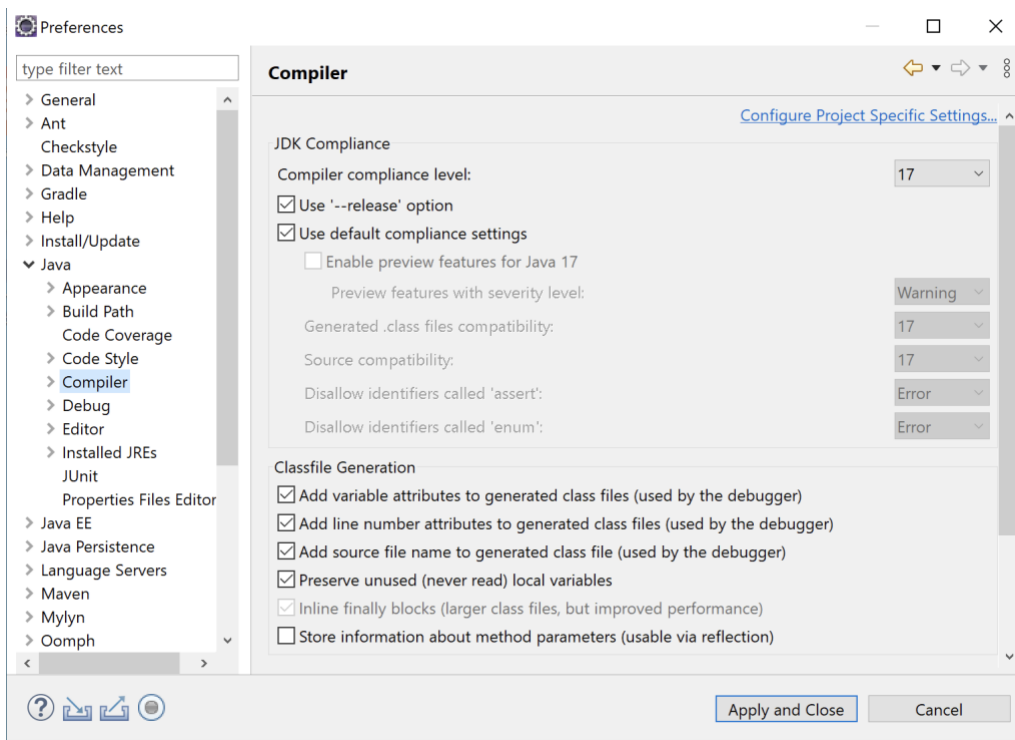 Preferences
type filter text
General
Ant
Checkstyle
Data Management
Gradle
Help
Install/Update
Java
Appearance
Build Path
Code Coverage
Code Style
Compiler
Debug
Editor
Installed JREs
JUnit
Properties Files Editor
Java EE
Java Persistence
Language Servers
Maven
Mylyn
Oomph
Compiler
Configure Project Specific Settings...
JDK Compliance
Compiler compliance level: 17
Use '--release' option
Use default compliance settings
Enable preview features for Java 17
Preview features with severity level: Warning
Generated .class files compatibility: 17
Source compatibility: 17
Disallow identifiers called 'assert': Error
Disallow identifiers called 'enum': Error
Classfile Generation
Add variable attributes to generated class files (used by the debugger)
Add line number attributes to generated class files (used by the debugger)
Add source file name to generated class file (used by the debugger)
Preserve unused (never read) local variables
Inline finally blocks (larger class files, but improved performance)
Store information about method parameters (usable via reflection)
? Apply and Close Cancel